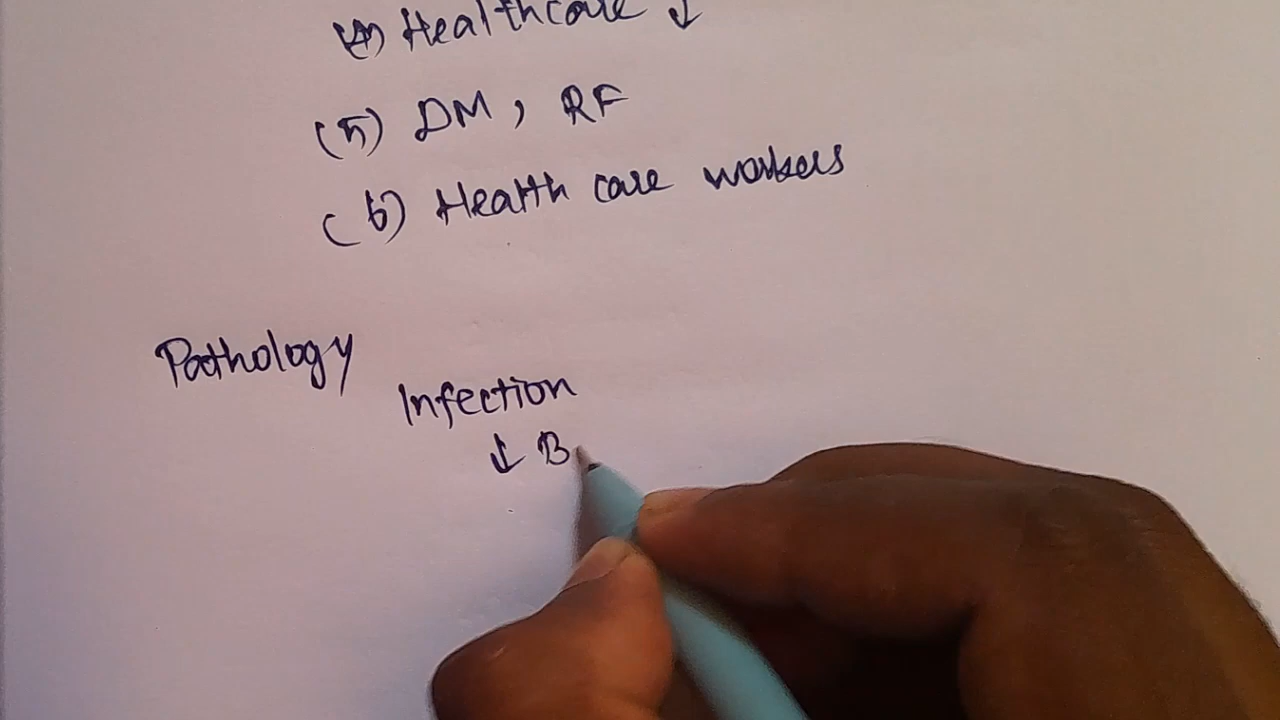 (4) Healthcare ↓
(5) DM, RF
(6) Health care workers
Pathology
Infection
↓ B